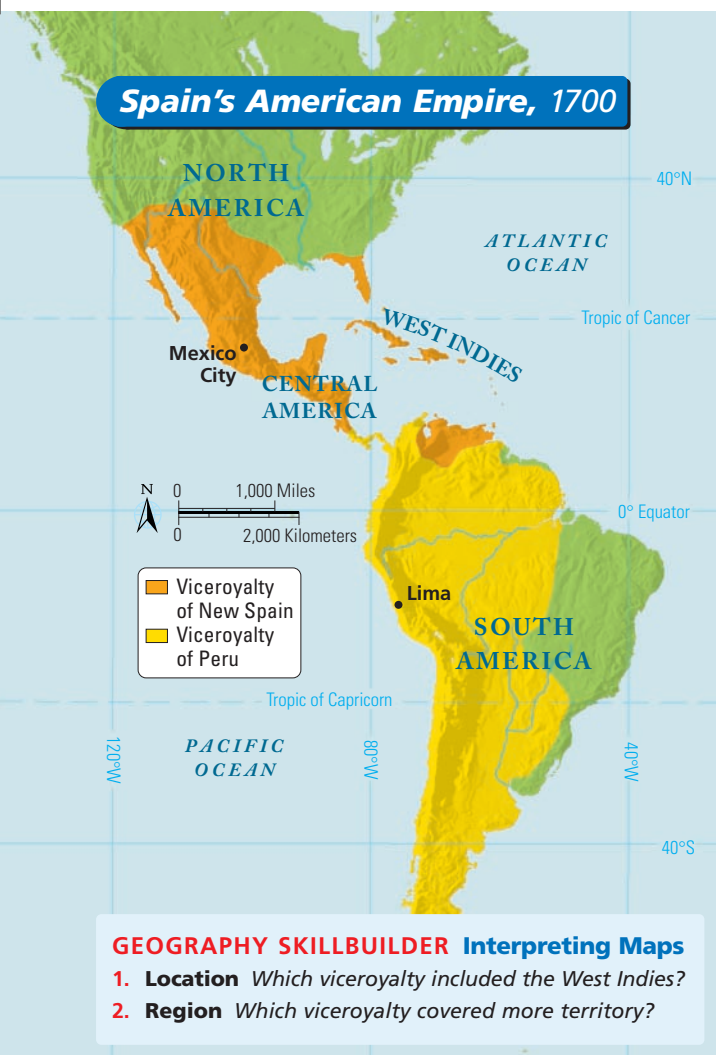 Spain's American Empire, 1700
NORTH
AMERICA
40°N
ATLANTIC
OCEAN
Tropic of Cancer
WEST INDIES
Mexico
City
CENTRAL
AMERICA
N
0 1,000 Miles
0 2,000 Kilometers
0° Equator
Viceroyalty
of New Spain
Viceroyalty
of Peru
Lima
SOUTH
AMERICA
Tropic of Capricorn
PACIFIC
OCEAN
120°W
80°W
40°W
40°S
GEOGRAPHY SKILLBUILDER Interpreting Maps
1. Location Which viceroyalty included the West Indies?
2. Region Which viceroyalty covered more territory?